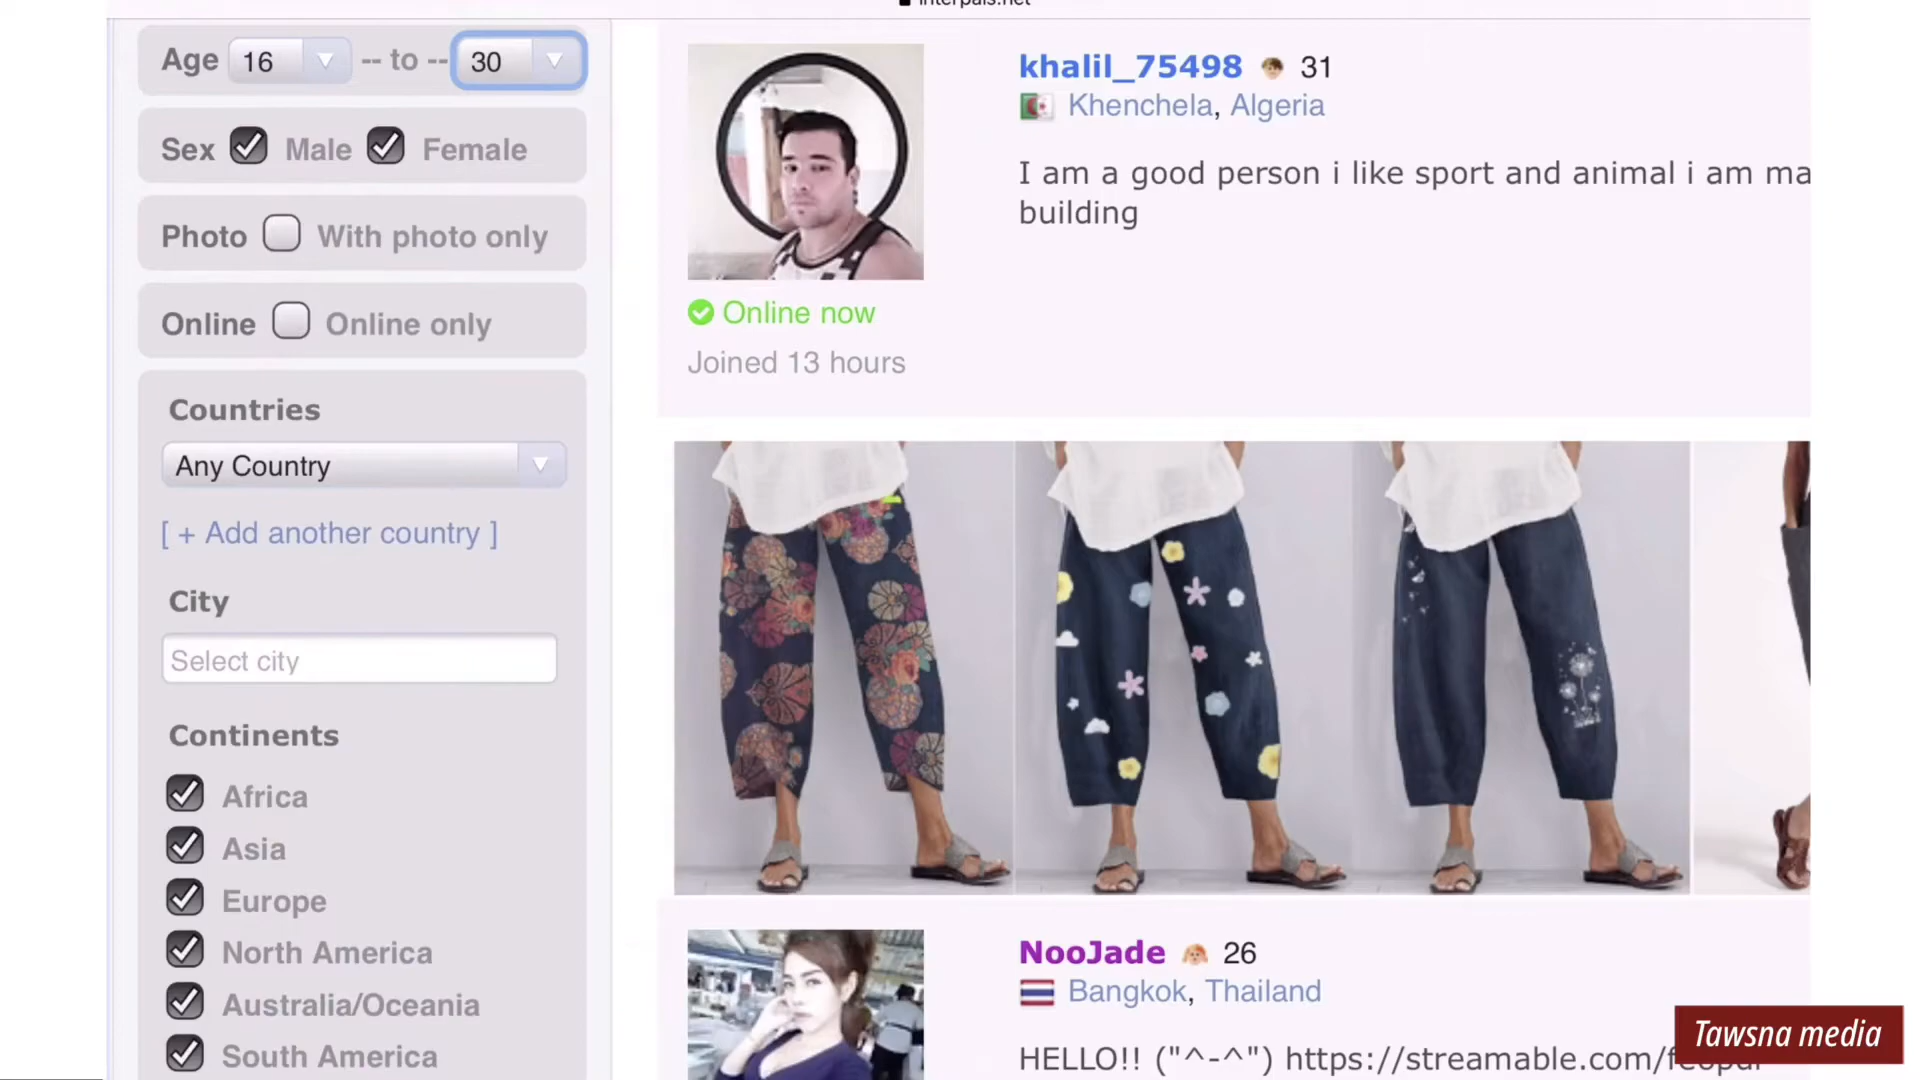 interpals.net
Age 16 -- to -- 30
Sex Male Female
Photo With photo only
Online Online only
Countries
Any Country
[ + Add another country ]
City
Select city
Continents
Africa
Asia
Europe
North America
Australia/Oceania
South America
khalil_75498 31
Khenchela, Algeria
I am a good person i like sport and animal i am ma
building
Online now
Joined 13 hours
NooJade 26
Bangkok, Thailand
HELLO!! ("^-^") https://streamable.com/
Tawsna media